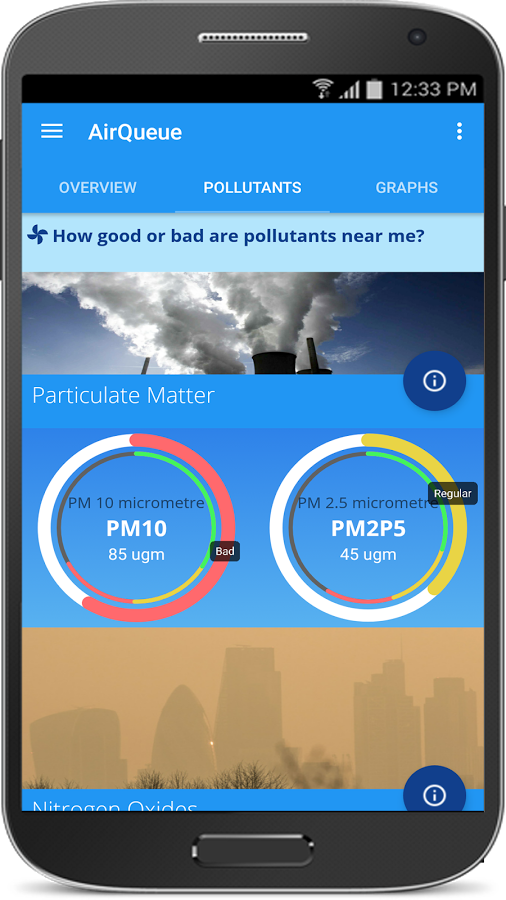 12:33 PM
AirQueue
OVERVIEW POLLUTANTS GRAPHS
How good or bad are pollutants near me?
Particulate Matter
PM 10 micrometre
PM10
85 ugm
Bad
PM 2.5 micrometre
Regular
PM2P5
45 ugm
Nitrogen Oxides